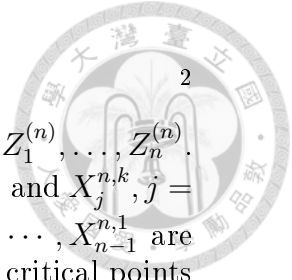 2
Z_1^{(n)}, …, Z_n^{(n)}.
and X_j^{n,k}, j =
⋯, X_{n-1}^{n,1} are
critical points